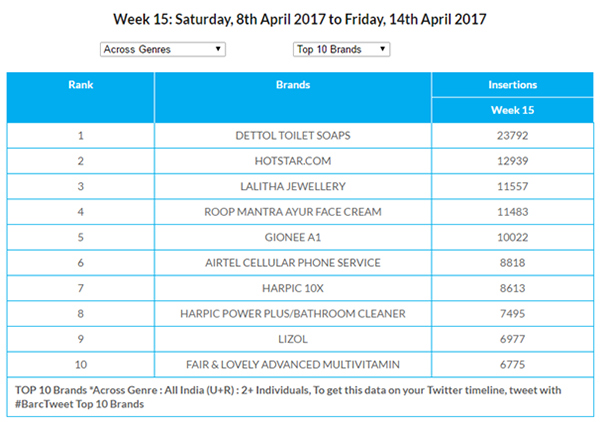 Week 15: Saturday, 8th April 2017 to Friday, 14th April 2017
Across Genres Top 10 Brands
Rank Brands Insertions
Week 15
1 DETTOL TOILET SOAPS 23792
2 HOTSTAR.COM 12939
3 LALITHA JEWELLERY 11557
4 ROOP MANTRA AYUR FACE CREAM 11483
5 GIONEE A1 10022
6 AIRTEL CELLULAR PHONE SERVICE 8818
7 HARPIC 10X 8613
8 HARPIC POWER PLUS/BATHROOM CLEANER 7495
9 LIZOL 6977
10 FAIR & LOVELY ADVANCED MULTIVITAMIN 6775
TOP 10 Brands *Across Genre : All India (U+R) : 2+ Individuals, To get this data on your Twitter timeline, tweet with
#BarcTweet Top 10 Brands